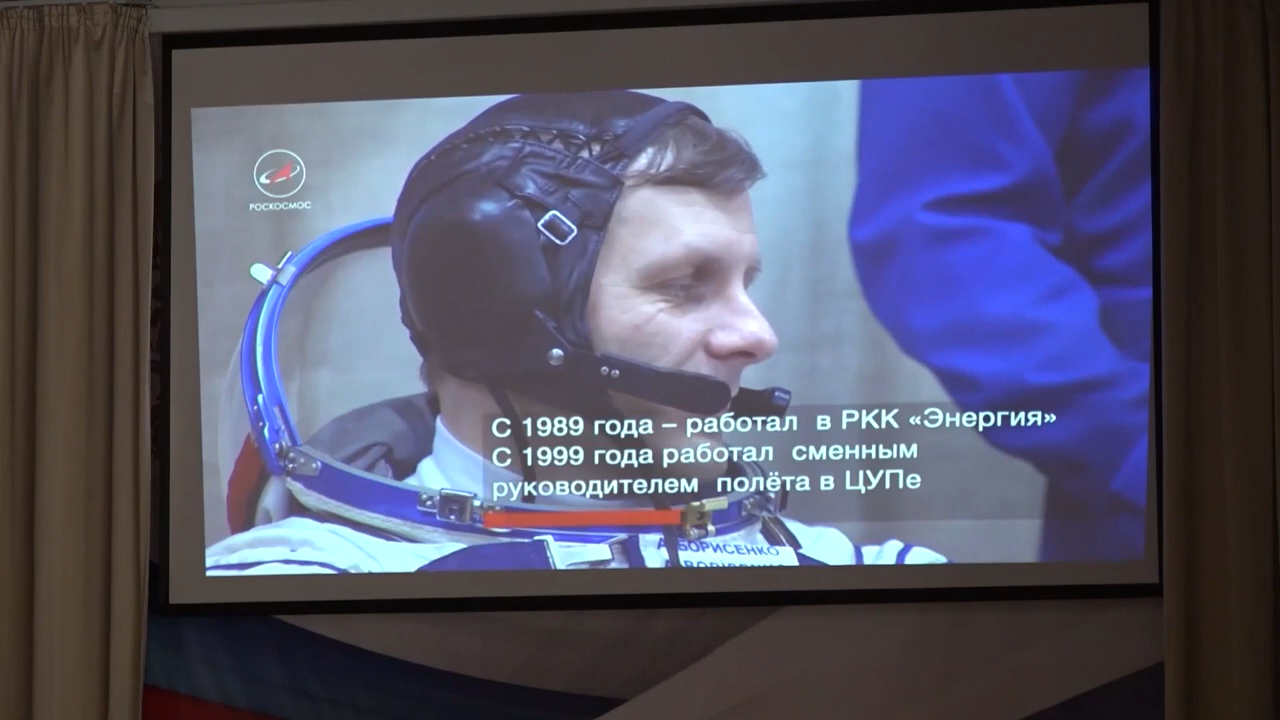 РОСКОСМОС
С 1989 года – работал в РКК «Энергия»
С 1999 года работал сменным
руководителем полёта в ЦУПе
А.БОРИСЕНКО